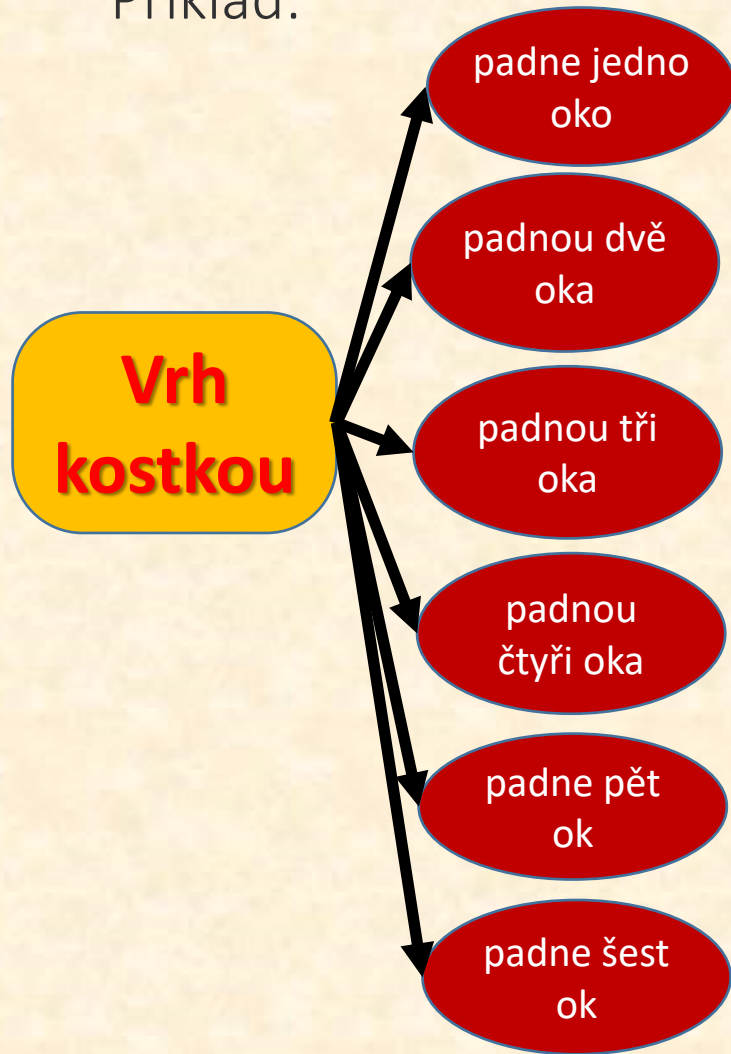 Příklad:
padne jedno
oko
padnou dvě
oka
Vrh
kostkou
padnou tři
oka
padnou
čtyři oka
padne pět
ok
padne šest
ok